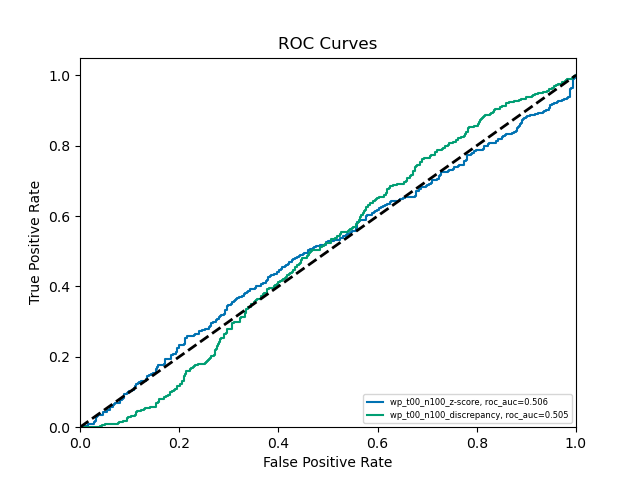 ROC Curves
True Positive Rate
1.0
0.8
0.6
0.4
0.2
0.0
0.0 0.2 0.4 0.6 0.8 1.0
False Positive Rate
wp_t00_n100_z-score, roc_auc=0.506
wp_t00_n100_discrepancy, roc_auc=0.505